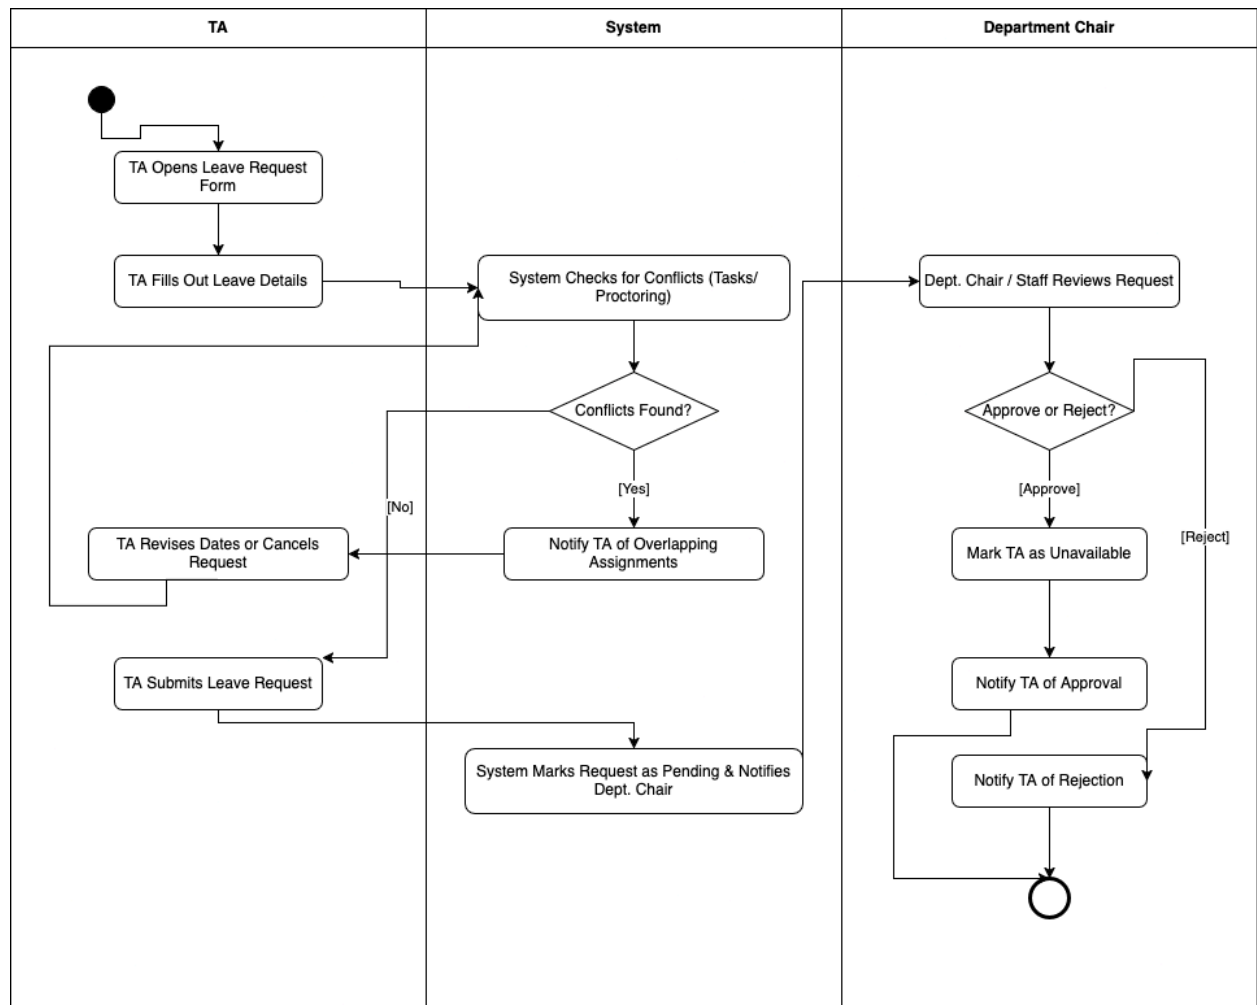 TA
System
Department Chair
TA Opens Leave Request
Form
TA Fills Out Leave Details
System Checks for Conflicts (Tasks/
Proctoring)
Dept. Chair / Staff Reviews Request
Conflicts Found?
Approve or Reject?
[Yes]
[Approve]
[No]
[Reject]
TA Revises Dates or Cancels
Request
Notify TA of Overlapping
Assignments
Mark TA as Unavailable
TA Submits Leave Request
Notify TA of Approval
System Marks Request as Pending & Notifies
Dept. Chair
Notify TA of Rejection